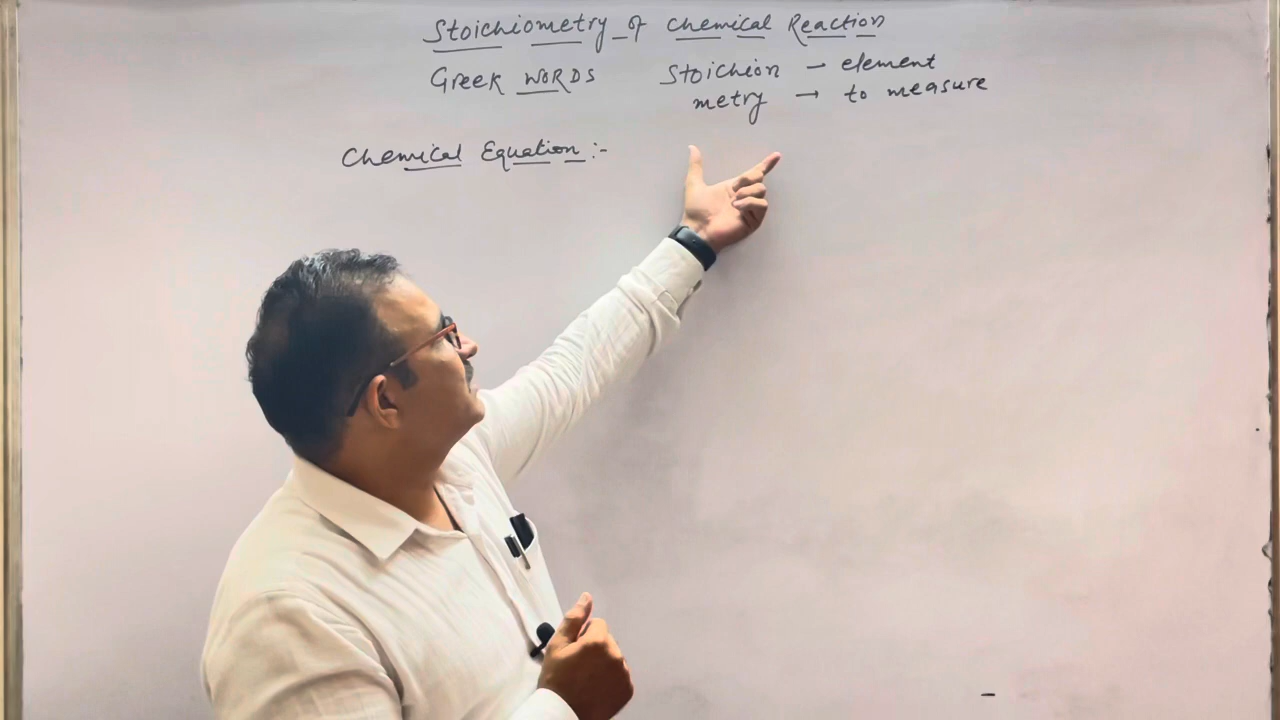 Stoichiometry of Chemical Reaction
Greek WORDS Stoichion → element
metry → to measure
Chemical Equation :-